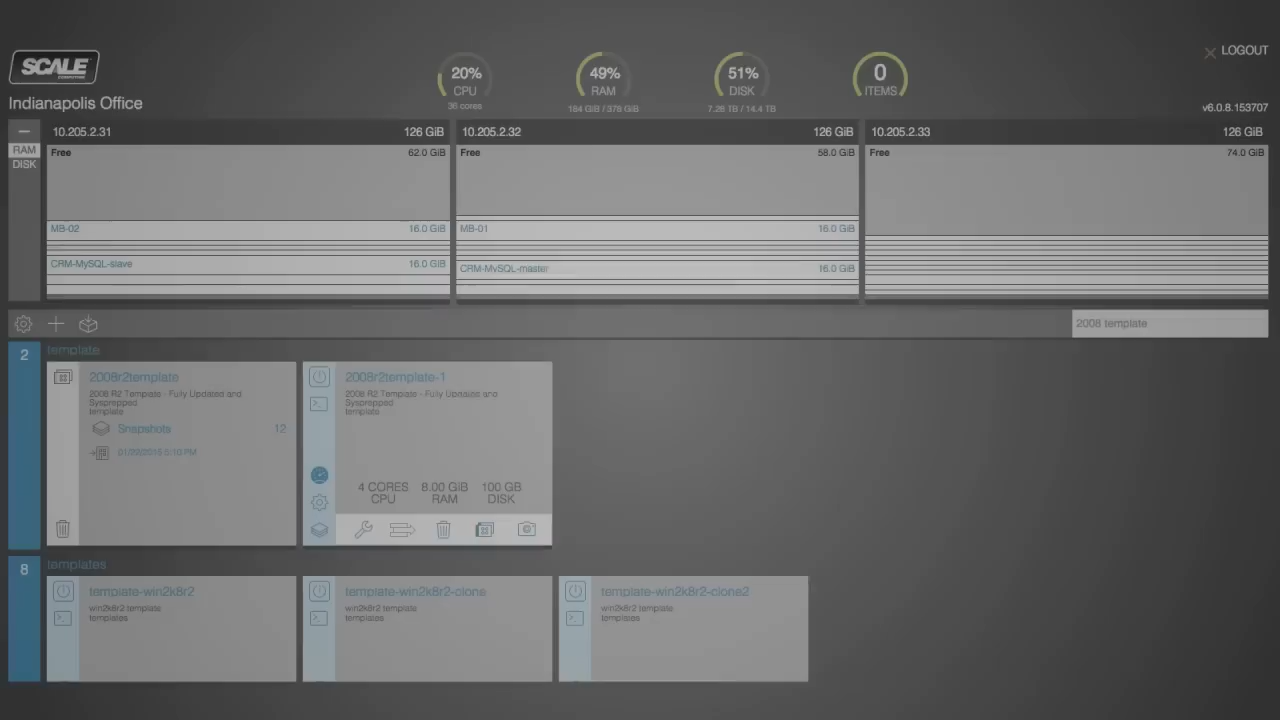 SCALE
COMPUTING
Indianapolis Office
20%
CPU
36 cores
49%
RAM
184 GiB / 378 GiB
51%
DISK
7.28 TB / 14.4 TB
0
ITEMS
LOGOUT
v6.0.8.153707
RAM
DISK
10.205.2.31 126 GiB
Free 62.0 GiB
MB-02 16.0 GiB
CRM-MySQL-slave 16.0 GiB
10.205.2.32 126 GiB
Free 58.0 GiB
MB-01 16.0 GiB
CRM-MySQL-master 16.0 GiB
10.205.2.33 126 GiB
Free 74.0 GiB
2008 template
2 template
2008r2template
2008 R2 Template - Fully Updated and
Sysprepped
template
Snapshots 12
01/22/2015 5:10 PM
2008r2template-1
2008 R2 Template - Fully Updated and
Sysprepped
template
4 CORES 8.00 GiB 100 GB
CPU RAM DISK
8 templates
template-win2k8r2
win2k8r2 template
templates
template-win2k8r2-clone
win2k8r2 template
templates
template-win2k8r2-clone2
win2k8r2 template
templates